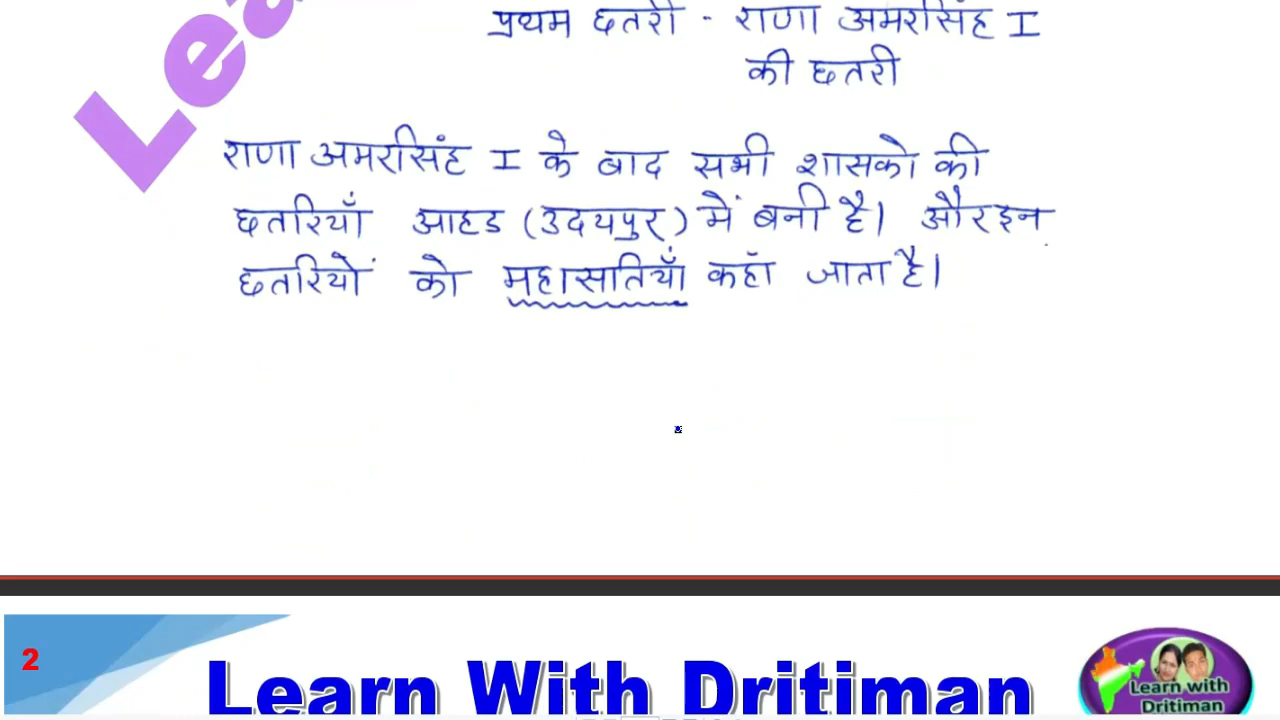 Lea
प्रथम छतरी - राणा अमरसिंह I
की छतरी
राणा अमरसिंह I के बाद सभी शासको की
छतरियाँ आहड (उदयपुर) में बनी है। और इन
छतरियों को महासतियाँ कहाँ जाता है।
2
Learn With Dritiman
Learn with
Dritiman